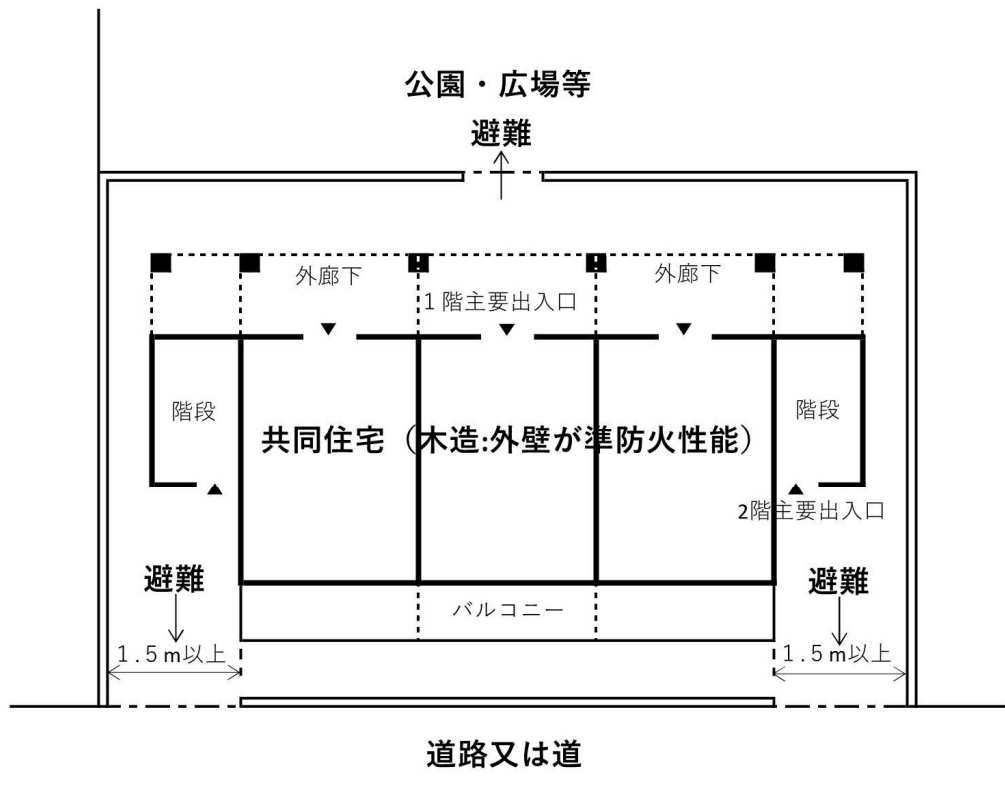 公園・広場等
避難
外廊下
外廊下
1階主要出入口
階段
階段
共同住宅（木造:外壁が準防火性能）
2階主要出入口
避難
避難
バルコニー
1.5m以上
1.5m以上
道路又は道